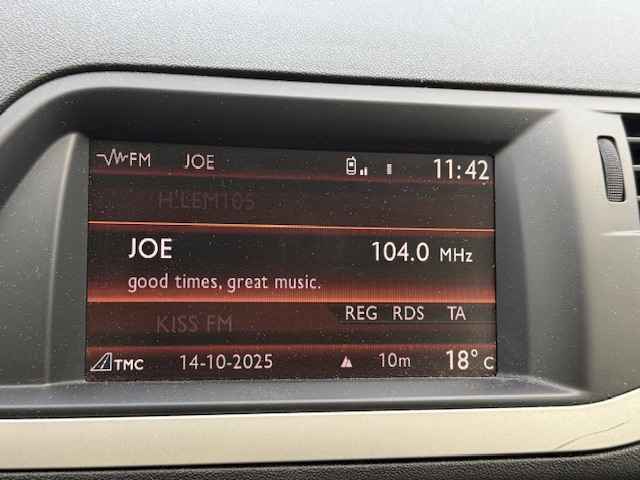 FM JOE 11:42
H'LEM105
JOE 104.0 MHz
good times, great music.
KISS FM REG RDS TA
TMC 14-10-2025 10m 18° C